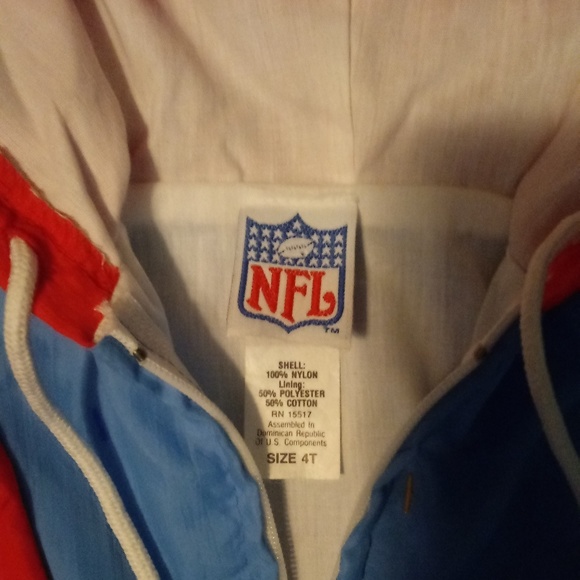 NFL
TM
SHELL:
100% NYLON
Lining:
50% POLYESTER
50% COTTON
RN 15517
Assembled in
Dominican Republic
Of U.S. Components
SIZE 4T